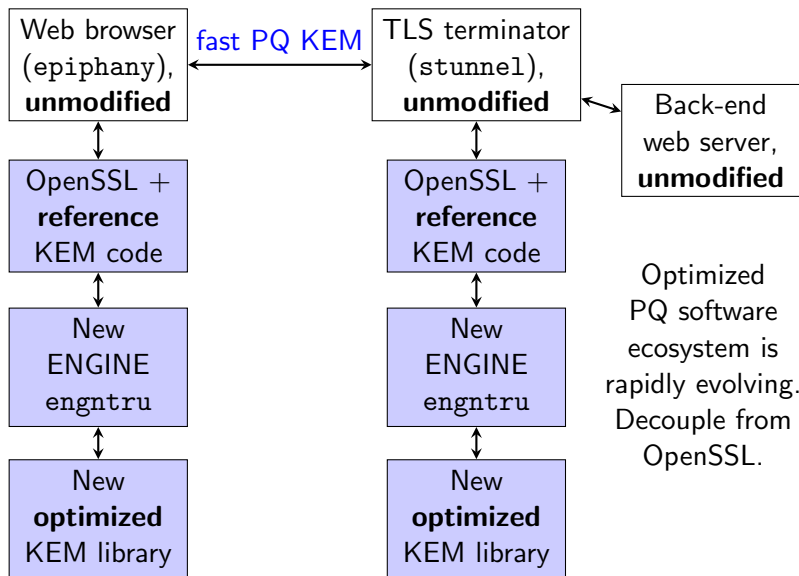 Web browser
(epiphany),
unmodified
fast PQ KEM
TLS terminator
(stunnel),
unmodified
Back-end
web server,
unmodified
OpenSSL +
reference
KEM code
OpenSSL +
reference
KEM code
New
ENGINE
engntru
New
ENGINE
engntru
New
optimized
KEM library
New
optimized
KEM library
Optimized
PQ software
ecosystem is
rapidly evolving.
Decouple from
OpenSSL.